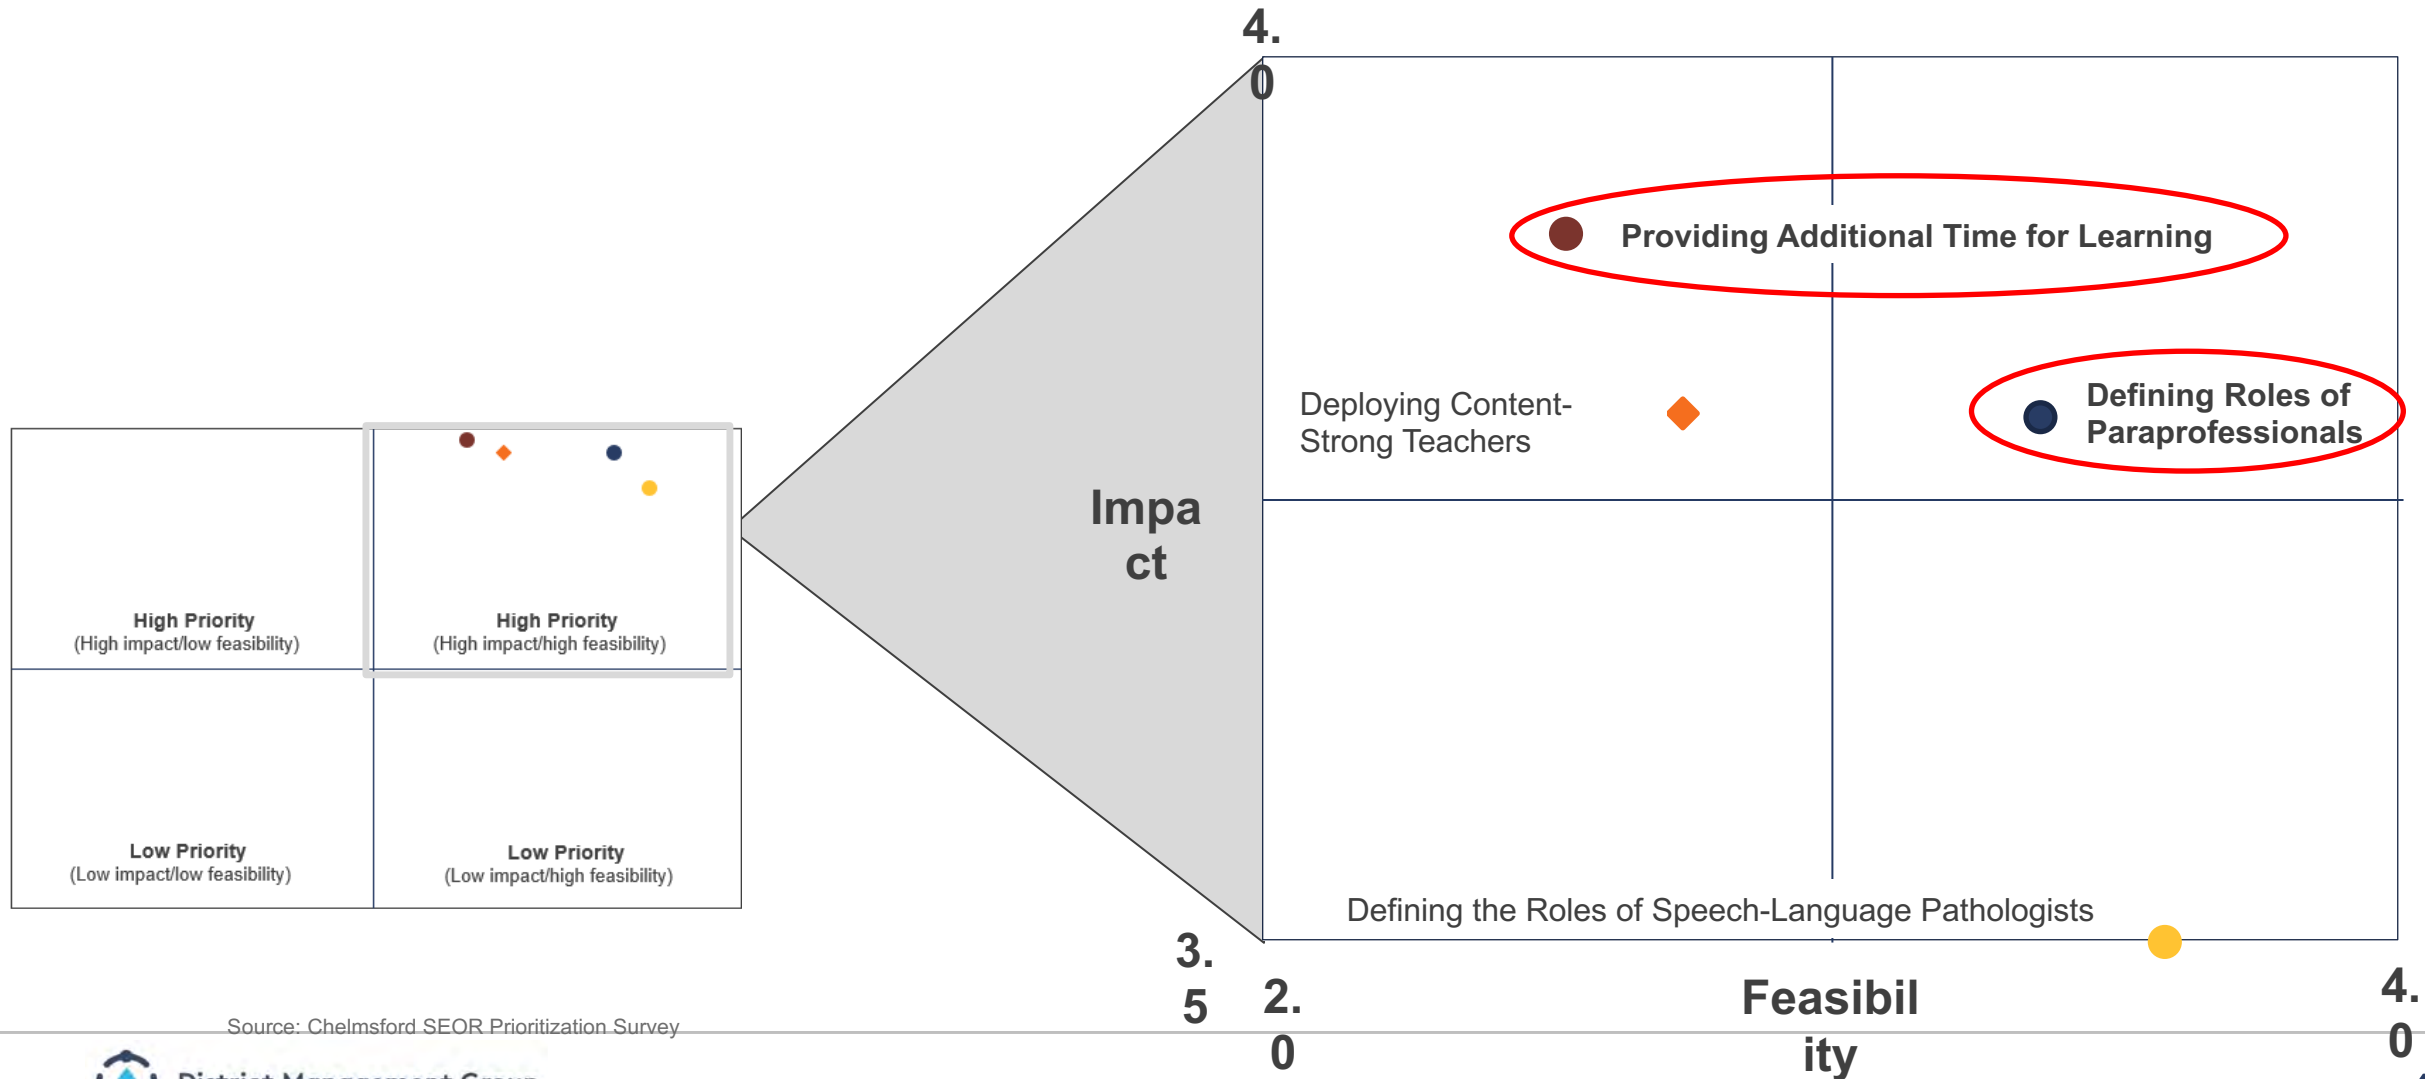 4.
0
Providing Additional Time for Learning
Deploying Content-
Strong Teachers
Defining Roles of
Paraprofessionals
Impa
ct
High Priority
(High impact/low feasibility)
High Priority
(High impact/high feasibility)
Low Priority
(Low impact/low feasibility)
Low Priority
(Low impact/high feasibility)
Defining the Roles of Speech-Language Pathologists
3.
5
2.
0
Feasibil
ity
4.
0
Source: Chelmsford SEOR Prioritization Survey
District Management Group